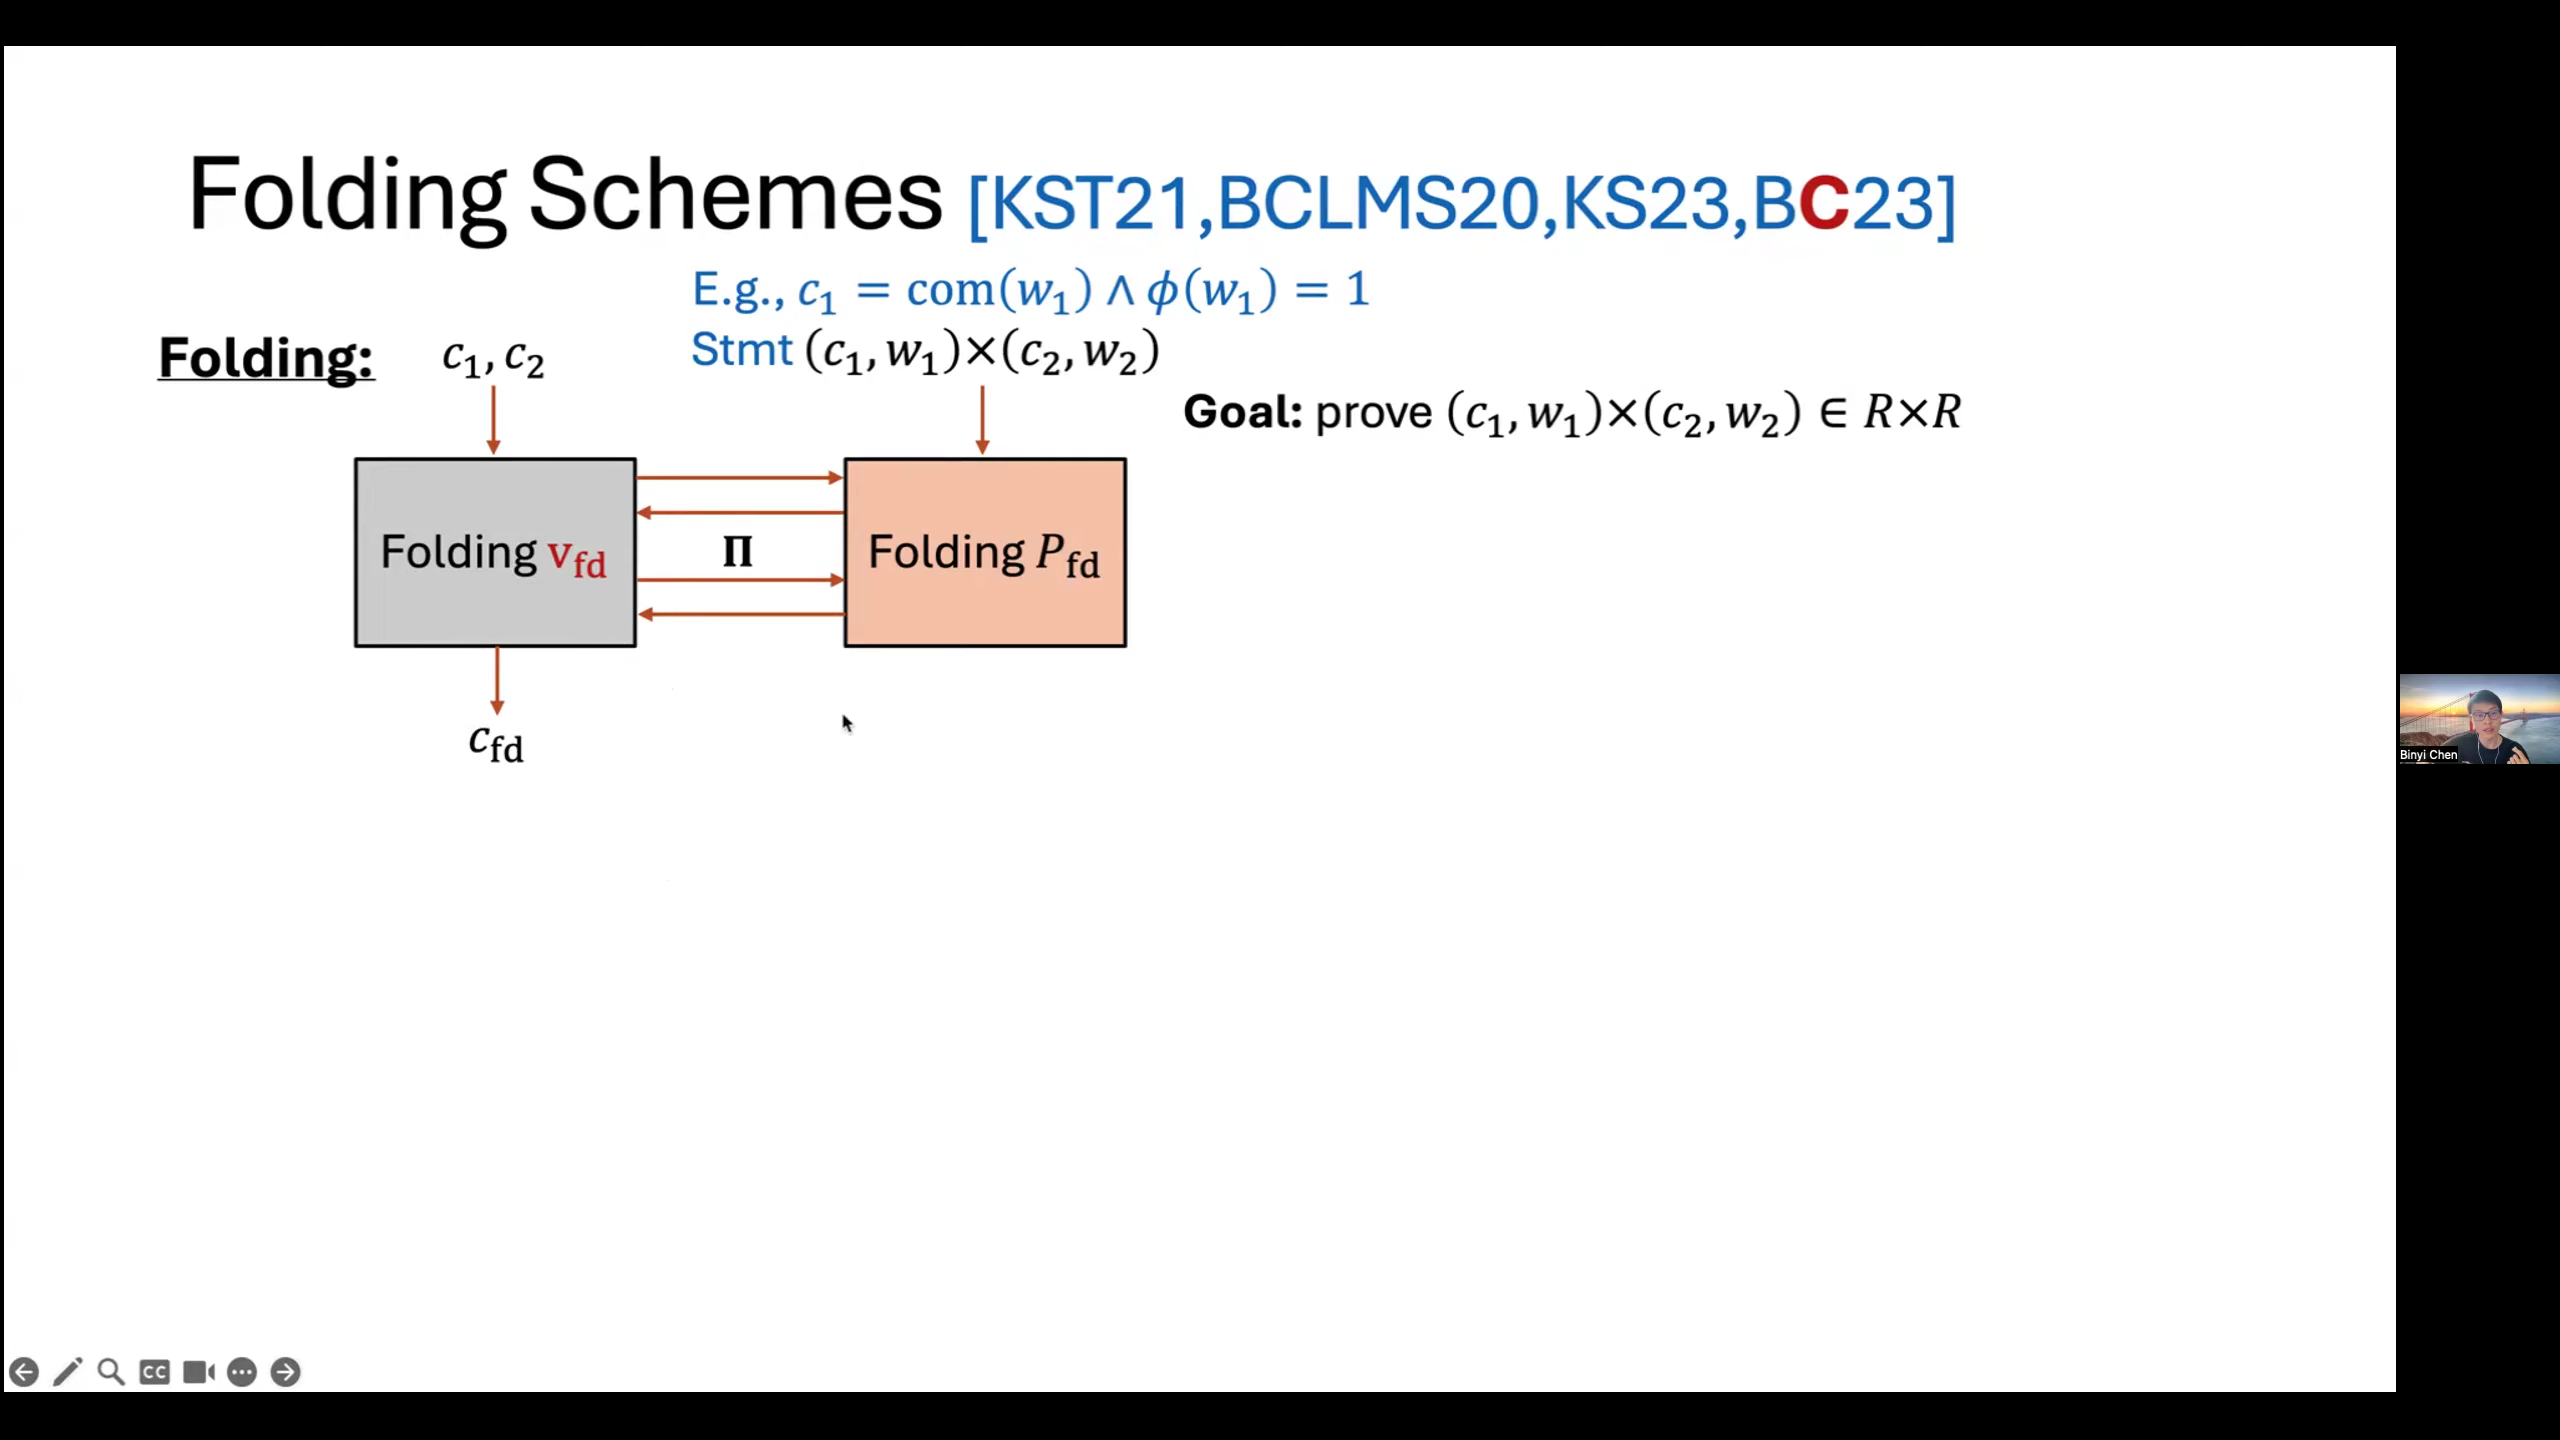 Folding Schemes [KST21,BCLMS20,KS23,BC23]
E.g., c₁ = com(w₁) ∧ ϕ(w₁) = 1
Folding: c₁, c₂ Stmt (c₁, w₁)×(c₂, w₂)
Goal: prove (c₁, w₁)×(c₂, w₂) ∈ R×R
Folding v_fd Π Folding P_fd
c_fd
Binyi Chen
CC